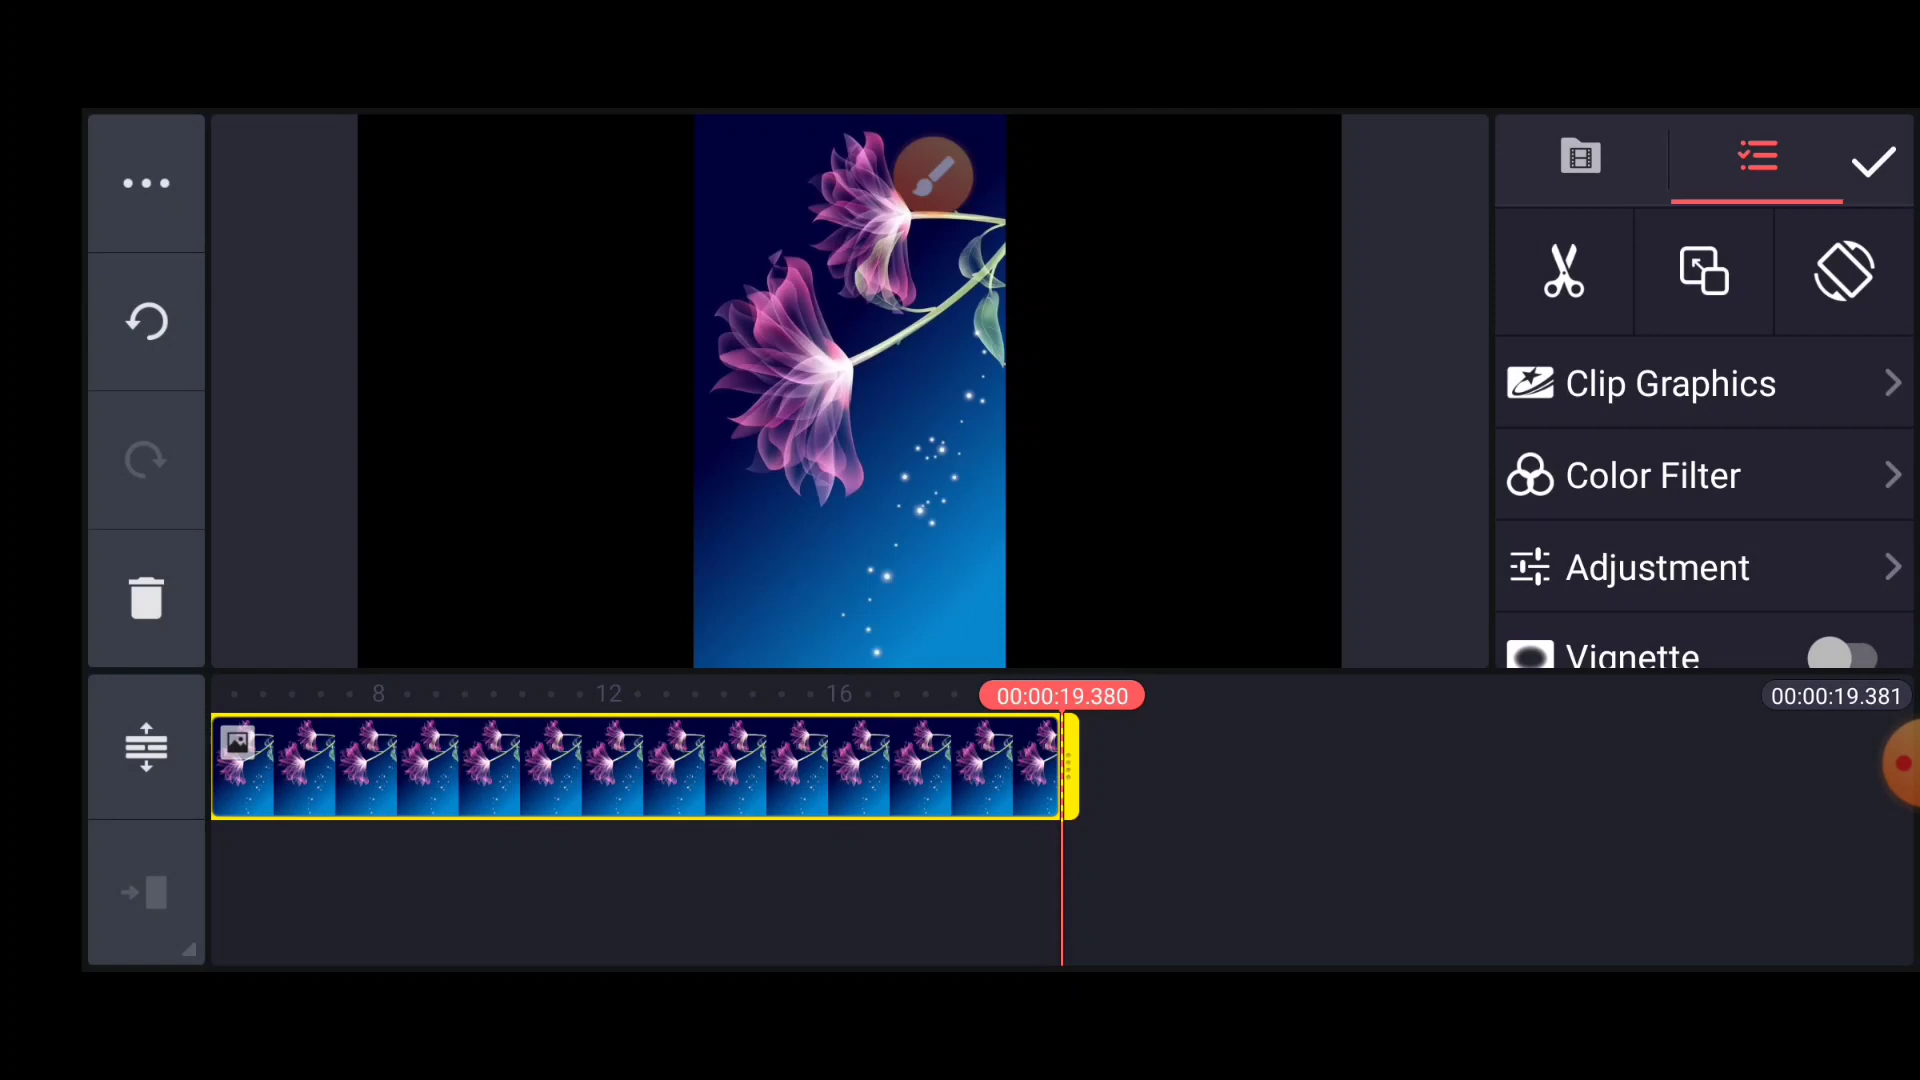 Clip Graphics
Color Filter
Adjustment
Vignette
8 12 16 00:00:19.380 00:00:19.381